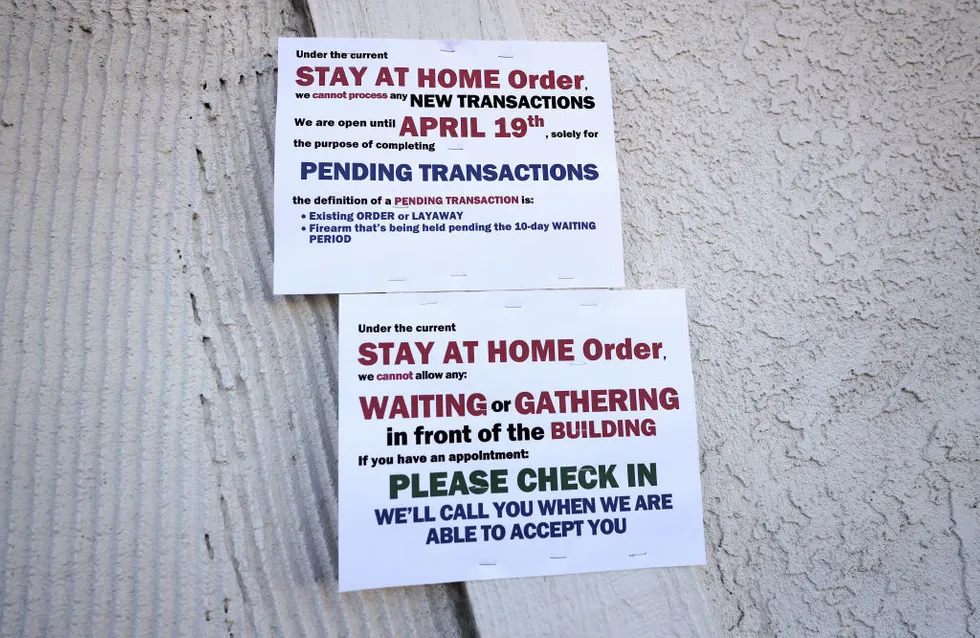 Under the current
STAY AT HOME Order,
we cannot process any NEW TRANSACTIONS
We are open until APRIL 19th, solely for
the purpose of completing
PENDING TRANSACTIONS
the definition of a PENDING TRANSACTION is:
• Existing ORDER or LAYAWAY
• Firearm that's being held pending the 10-day WAITING
PERIOD
Under the current
STAY AT HOME Order,
we cannot allow any:
WAITING or GATHERING
in front of the BUILDING
If you have an appointment:
PLEASE CHECK IN
WE'LL CALL YOU WHEN WE ARE
ABLE TO ACCEPT YOU